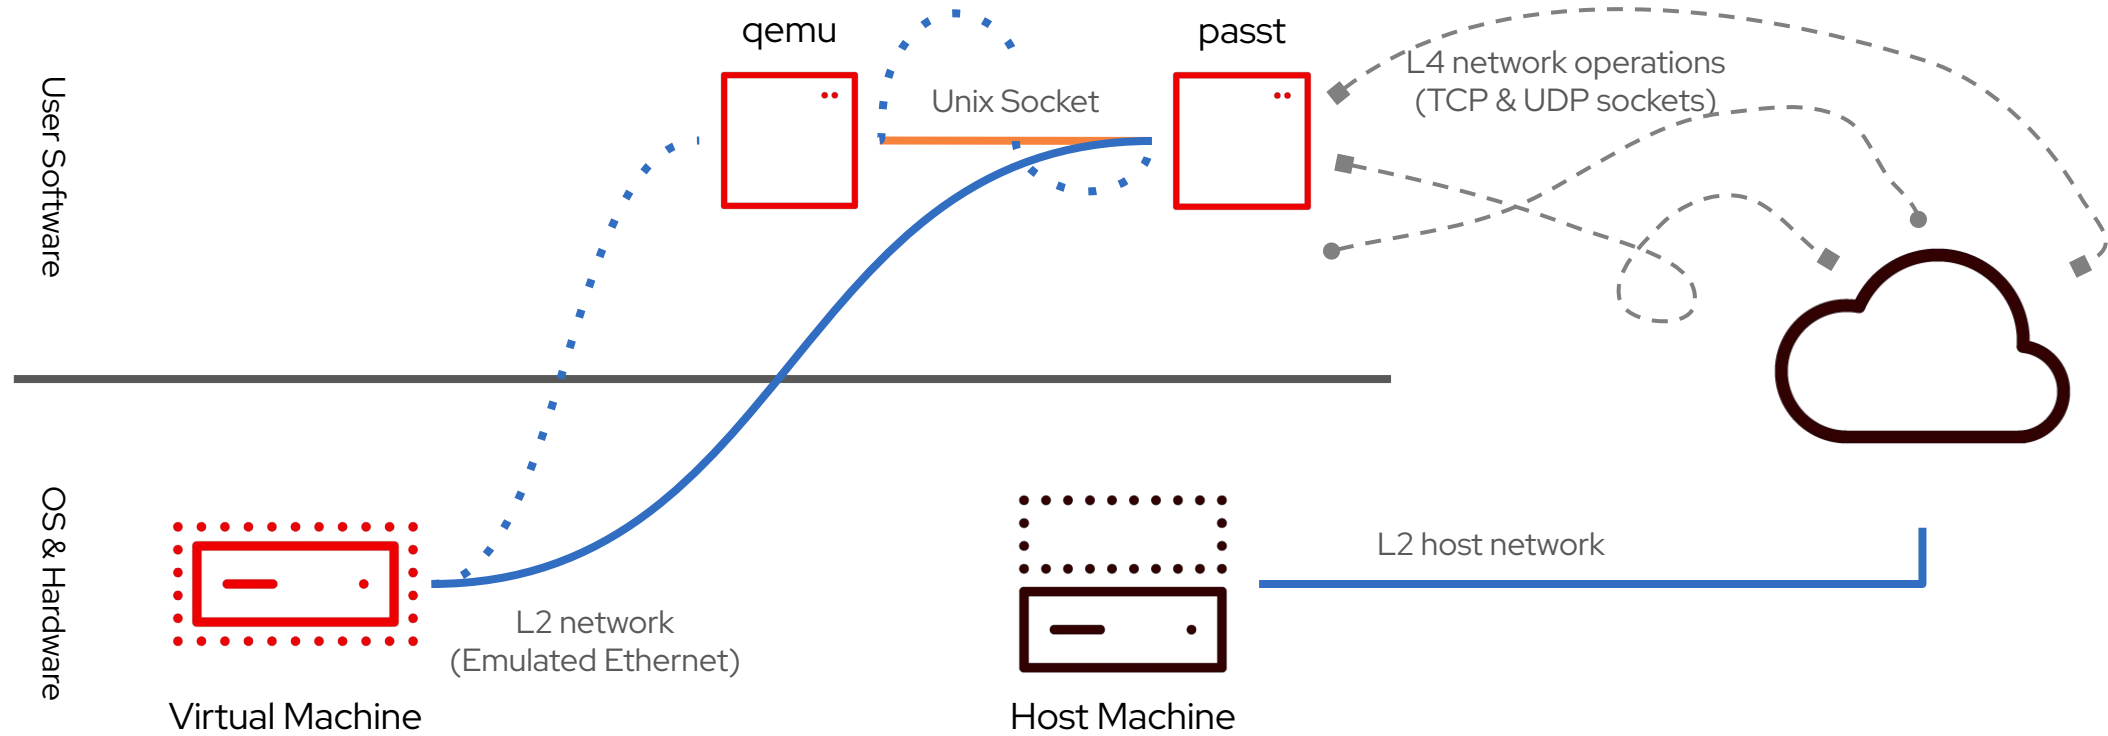 qemu
passt
User Software
Unix Socket
L4 network operations
(TCP & UDP sockets)
OS & Hardware
L2 host network
L2 network
(Emulated Ethernet)
Virtual Machine
Host Machine